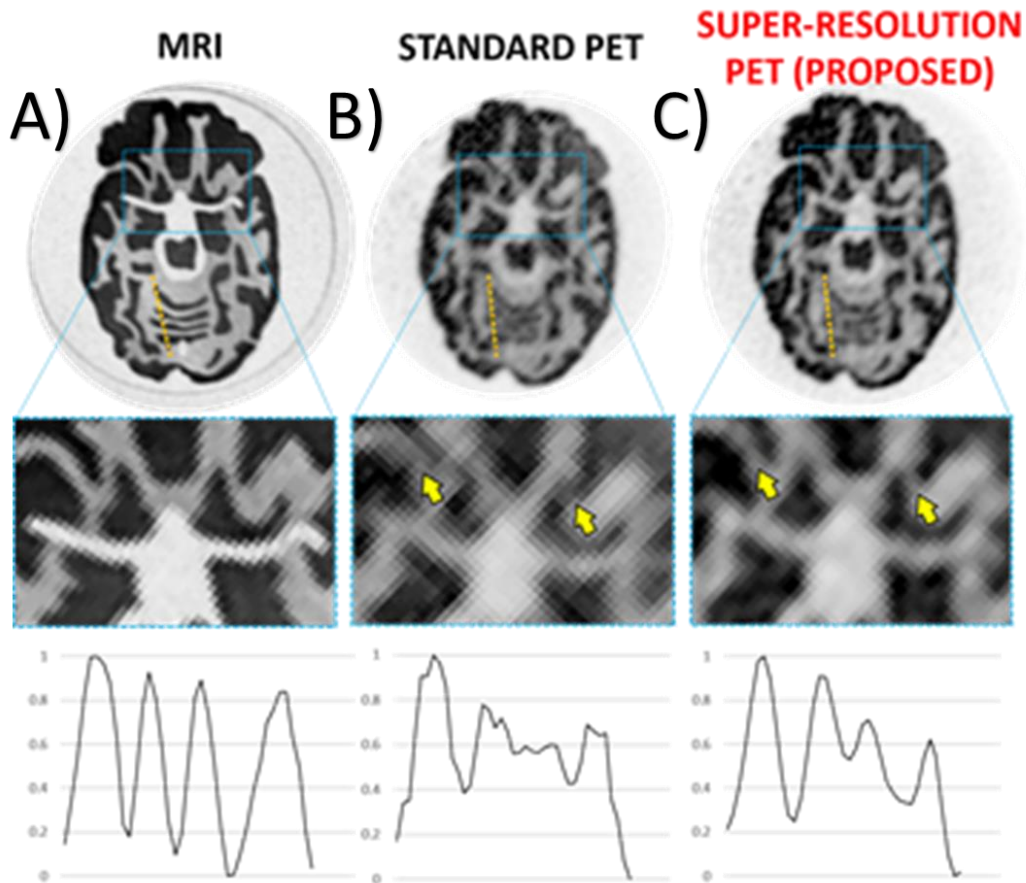 MRI
STANDARD PET
SUPER-RESOLUTION
PET (PROPOSED)
A)
B)
C)
1
0.8
0.6
0.4
0.2
0
1
0.8
0.6
0.4
0.2
0
1
0.8
0.6
0.4
0.2
0